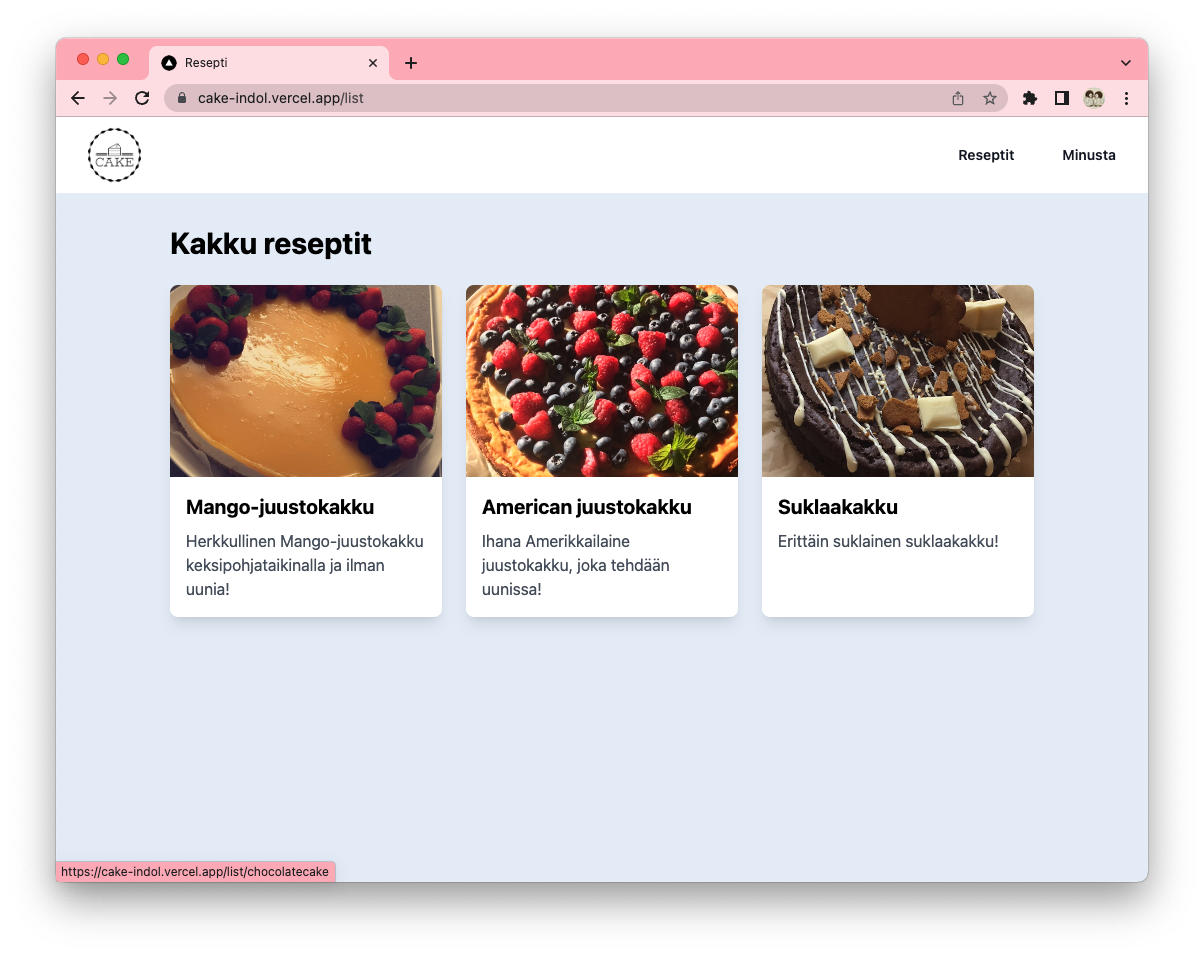 Resepti
cake-indol.vercel.app/list
CAKE
Reseptit
Minusta
Kakku reseptit
Mango-juustokakku
Herkkullinen Mango-juustokakku
keksipohjataikinalla ja ilman
uunia!
American juustokakku
Ihana Amerikkailaine
juustokakku, joka tehdään
uunissa!
Suklaakakku
Erittäin suklainen suklaakakku!
https://cake-indol.vercel.app/list/chocolatecake